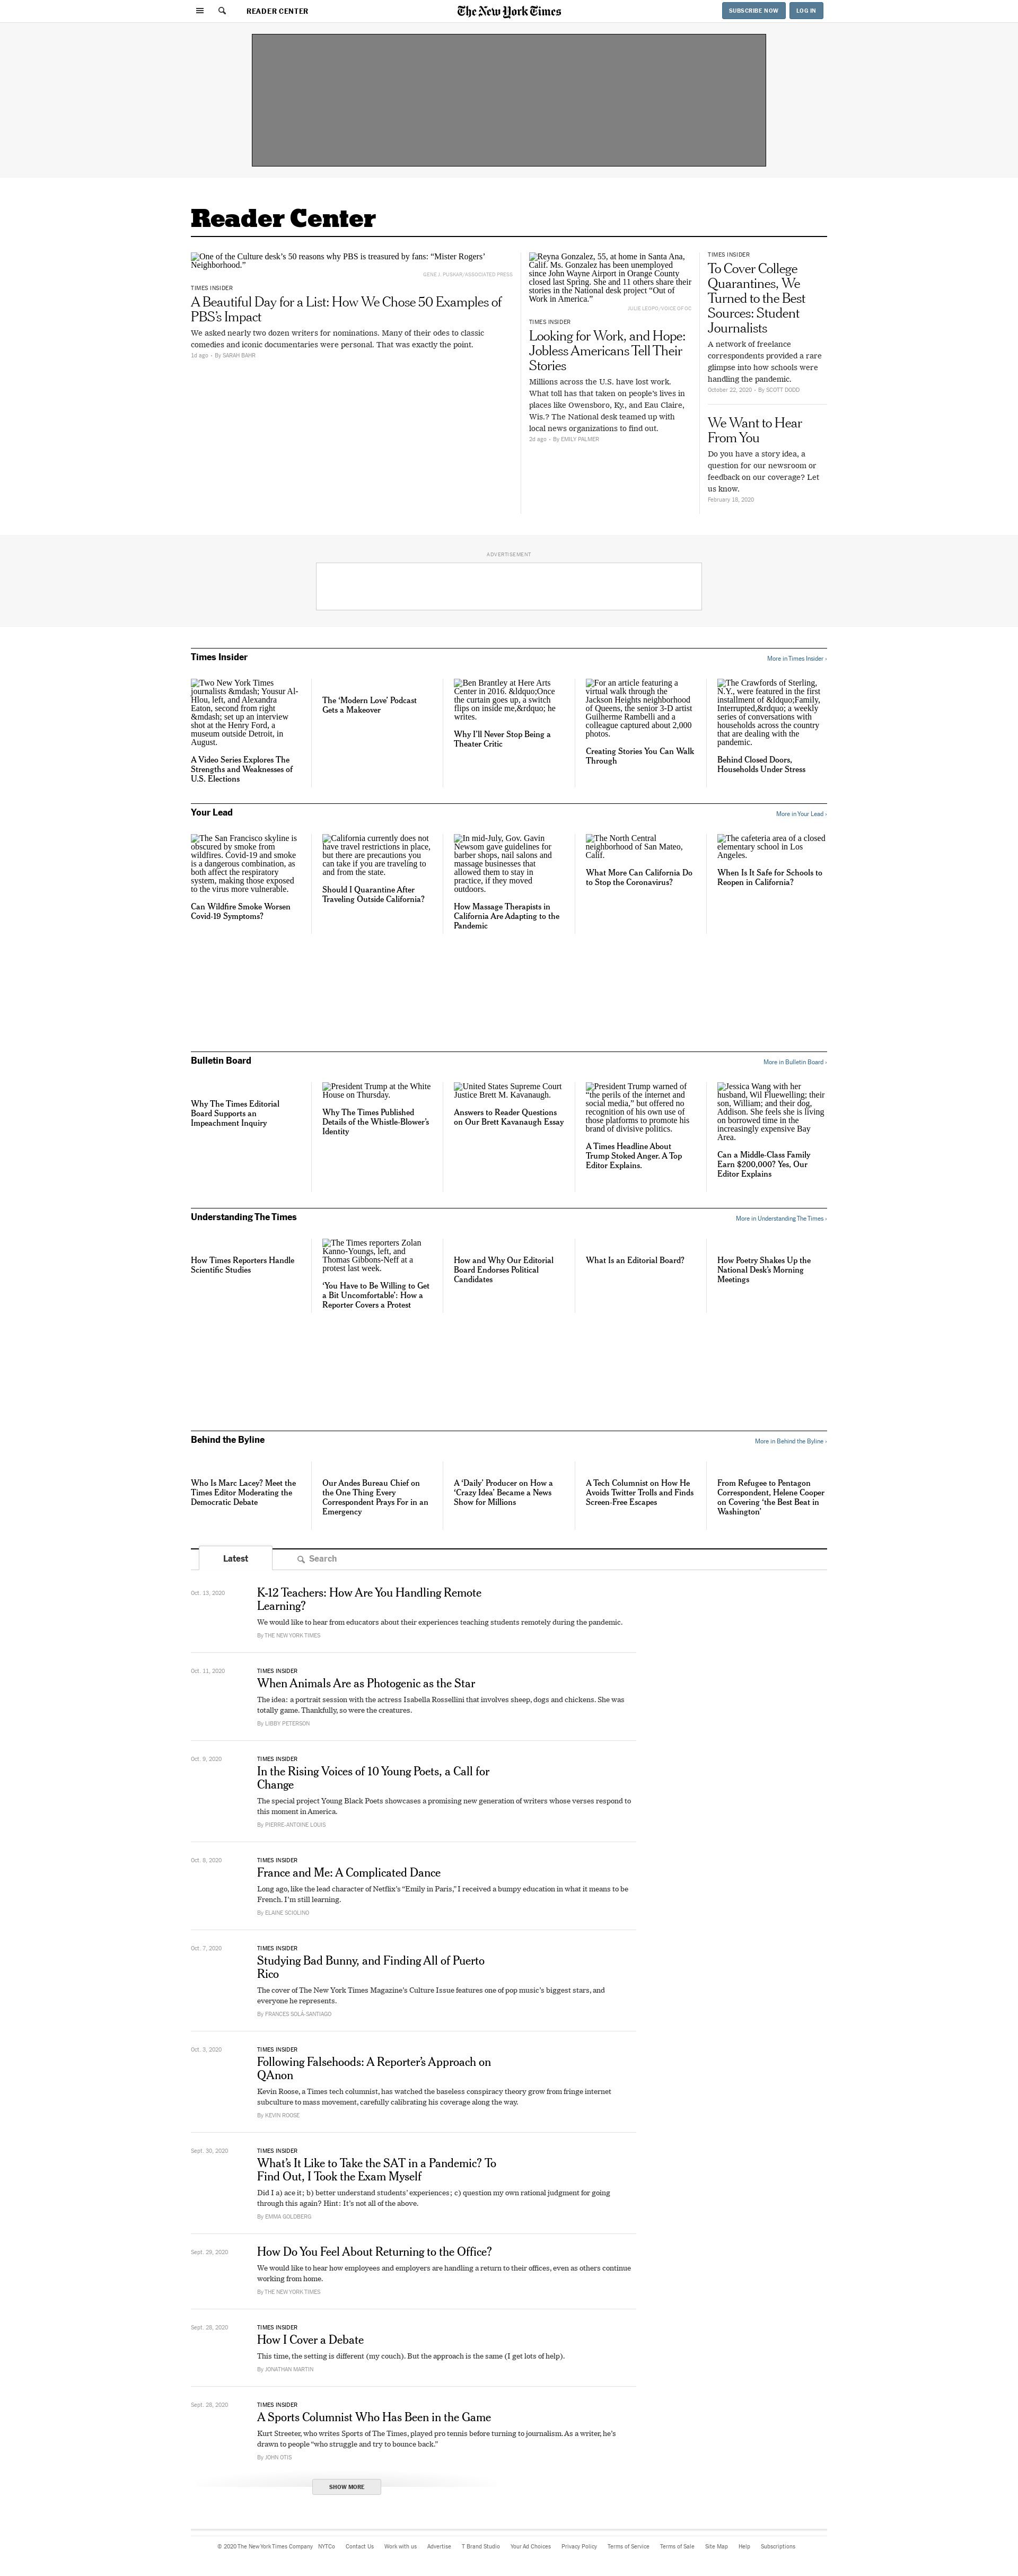 READER CENTER
The New York Times
SUBSCRIBE NOW
LOG IN
Reader Center
One of the Culture desk’s 50 reasons why PBS is treasured by fans: “Mister Rogers’
Neighborhood.”
GENE J. PUSKAR/ASSOCIATED PRESS
TIMES INSIDER
A Beautiful Day for a List: How We Chose 50 Examples of
PBS’s Impact
We asked nearly two dozen writers for nominations. Many of their odes to classic
comedies and iconic documentaries were personal. That was exactly the point.
1d ago - By SARAH BAHR
Reyna Gonzalez, 55, at home in Santa Ana,
Calif. Ms. Gonzalez has been unemployed
since John Wayne Airport in Orange County
closed last Spring. She and 11 others share their
stories in the National desk project “Out of
Work in America.”
JULIE LEOPO/VOICE OF OC
TIMES INSIDER
Looking for Work, and Hope:
Jobless Americans Tell Their
Stories
Millions across the U.S. have lost work.
What toll has that taken on people’s lives in
places like Owensboro, Ky., and Eau Claire,
Wis.? The National desk teamed up with
local news organizations to find out.
2d ago - By EMILY PALMER
TIMES INSIDER
To Cover College
Quarantines, We
Turned to the Best
Sources: Student
Journalists
A network of freelance
correspondents provided a rare
glimpse into how schools were
handling the pandemic.
October 22, 2020 - By SCOTT DODD
We Want to Hear
From You
Do you have a story idea, a
question for our newsroom or
feedback on our coverage? Let
us know.
February 18, 2020
ADVERTISEMENT
Times Insider
More in Times Insider ›
Two New York Times
journalists &mdash; Yousur Al-
Hlou, left, and Alexandra
Eaton, second from right
&mdash; set up an interview
shot at the Henry Ford, a
museum outside Detroit, in
August.
A Video Series Explores The
Strengths and Weaknesses of
U.S. Elections
The ‘Modern Love’ Podcast
Gets a Makeover
Ben Brantley at Here Arts
Center in 2016. &ldquo;Once
the curtain goes up, a switch
flips on inside me,&rdquo; he
writes.
Why I’ll Never Stop Being a
Theater Critic
For an article featuring a
virtual walk through the
Jackson Heights neighborhood
of Queens, the senior 3-D artist
Guilherme Rambelli and a
colleague captured about 2,000
photos.
Creating Stories You Can Walk
Through
The Crawfords of Sterling,
N.Y., were featured in the first
installment of &ldquo;Family,
Interrupted,&rdquo; a weekly
series of conversations with
households across the country
that are dealing with the
pandemic.
Behind Closed Doors,
Households Under Stress
Your Lead
More in Your Lead ›
The San Francisco skyline is
obscured by smoke from
wildfires. Covid-19 and smoke
is a dangerous combination, as
both affect the respiratory
system, making those exposed
to the virus more vulnerable.
Can Wildfire Smoke Worsen
Covid-19 Symptoms?
California currently does not
have travel restrictions in place,
but there are precautions you
can take if you are traveling to
and from the state.
Should I Quarantine After
Traveling Outside California?
In mid-July, Gov. Gavin
Newsom gave guidelines for
barber shops, nail salons and
massage businesses that
allowed them to stay in
practice, if they moved
outdoors.
How Massage Therapists in
California Are Adapting to the
Pandemic
The North Central
neighborhood of San Mateo,
Calif.
What More Can California Do
to Stop the Coronavirus?
The cafeteria area of a closed
elementary school in Los
Angeles.
When Is It Safe for Schools to
Reopen in California?
Bulletin Board
More in Bulletin Board ›
Why The Times Editorial
Board Supports an
Impeachment Inquiry
President Trump at the White
House on Thursday.
Why The Times Published
Details of the Whistle-Blower’s
Identity
United States Supreme Court
Justice Brett M. Kavanaugh.
Answers to Reader Questions
on Our Brett Kavanaugh Essay
President Trump warned of
“the perils of the internet and
social media,” but offered no
recognition of his own use of
those platforms to promote his
brand of divisive politics.
A Times Headline About
Trump Stoked Anger. A Top
Editor Explains.
Jessica Wang with her
husband, Wil Fluewelling; their
son, William; and their dog,
Addison. She feels she is living
on borrowed time in the
increasingly expensive Bay
Area.
Can a Middle-Class Family
Earn $200,000? Yes, Our
Editor Explains
Understanding The Times
More in Understanding The Times ›
How Times Reporters Handle
Scientific Studies
The Times reporters Zolan
Kanno-Youngs, left, and
Thomas Gibbons-Neff at a
protest last week.
‘You Have to Be Willing to Get
a Bit Uncomfortable’: How a
Reporter Covers a Protest
How and Why Our Editorial
Board Endorses Political
Candidates
What Is an Editorial Board?
How Poetry Shakes Up the
National Desk’s Morning
Meetings
Behind the Byline
More in Behind the Byline ›
Who Is Marc Lacey? Meet the
Times Editor Moderating the
Democratic Debate
Our Andes Bureau Chief on
the One Thing Every
Correspondent Prays For in an
Emergency
A ‘Daily’ Producer on How a
‘Crazy Idea’ Became a News
Show for Millions
A Tech Columnist on How He
Avoids Twitter Trolls and Finds
Screen-Free Escapes
From Refugee to Pentagon
Correspondent, Helene Cooper
on Covering ‘the Best Beat in
Washington’
Latest
Search
Oct. 13, 2020
K-12 Teachers: How Are You Handling Remote
Learning?
We would like to hear from educators about their experiences teaching students remotely during the pandemic.
By THE NEW YORK TIMES
Oct. 11, 2020
TIMES INSIDER
When Animals Are as Photogenic as the Star
The idea: a portrait session with the actress Isabella Rossellini that involves sheep, dogs and chickens. She was
totally game. Thankfully, so were the creatures.
By LIBBY PETERSON
Oct. 9, 2020
TIMES INSIDER
In the Rising Voices of 10 Young Poets, a Call for
Change
The special project Young Black Poets showcases a promising new generation of writers whose verses respond to
this moment in America.
By PIERRE-ANTOINE LOUIS
Oct. 8, 2020
TIMES INSIDER
France and Me: A Complicated Dance
Long ago, like the lead character of Netflix’s “Emily in Paris,” I received a bumpy education in what it means to be
French. I’m still learning.
By ELAINE SCIOLINO
Oct. 7, 2020
TIMES INSIDER
Studying Bad Bunny, and Finding All of Puerto
Rico
The cover of The New York Times Magazine’s Culture Issue features one of pop music’s biggest stars, and
everyone he represents.
By FRANCES SOLÁ-SANTIAGO
Oct. 3, 2020
TIMES INSIDER
Following Falsehoods: A Reporter’s Approach on
QAnon
Kevin Roose, a Times tech columnist, has watched the baseless conspiracy theory grow from fringe internet
subculture to mass movement, carefully calibrating his coverage along the way.
By KEVIN ROOSE
Sept. 30, 2020
TIMES INSIDER
What’s It Like to Take the SAT in a Pandemic? To
Find Out, I Took the Exam Myself
Did I a) ace it; b) better understand students’ experiences; c) question my own rational judgment for going
through this again? Hint: It’s not all of the above.
By EMMA GOLDBERG
Sept. 29, 2020
How Do You Feel About Returning to the Office?
We would like to hear how employees and employers are handling a return to their offices, even as others continue
working from home.
By THE NEW YORK TIMES
Sept. 28, 2020
TIMES INSIDER
How I Cover a Debate
This time, the setting is different (my couch). But the approach is the same (I get lots of help).
By JONATHAN MARTIN
Sept. 28, 2020
TIMES INSIDER
A Sports Columnist Who Has Been in the Game
Kurt Streeter, who writes Sports of The Times, played pro tennis before turning to journalism. As a writer, he’s
drawn to people “who struggle and try to bounce back.”
By JOHN OTIS
SHOW MORE
© 2020 The New York Times Company NYTCo Contact Us Work with us Advertise T Brand Studio Your Ad Choices Privacy Policy Terms of Service Terms of Sale Site Map Help Subscriptions